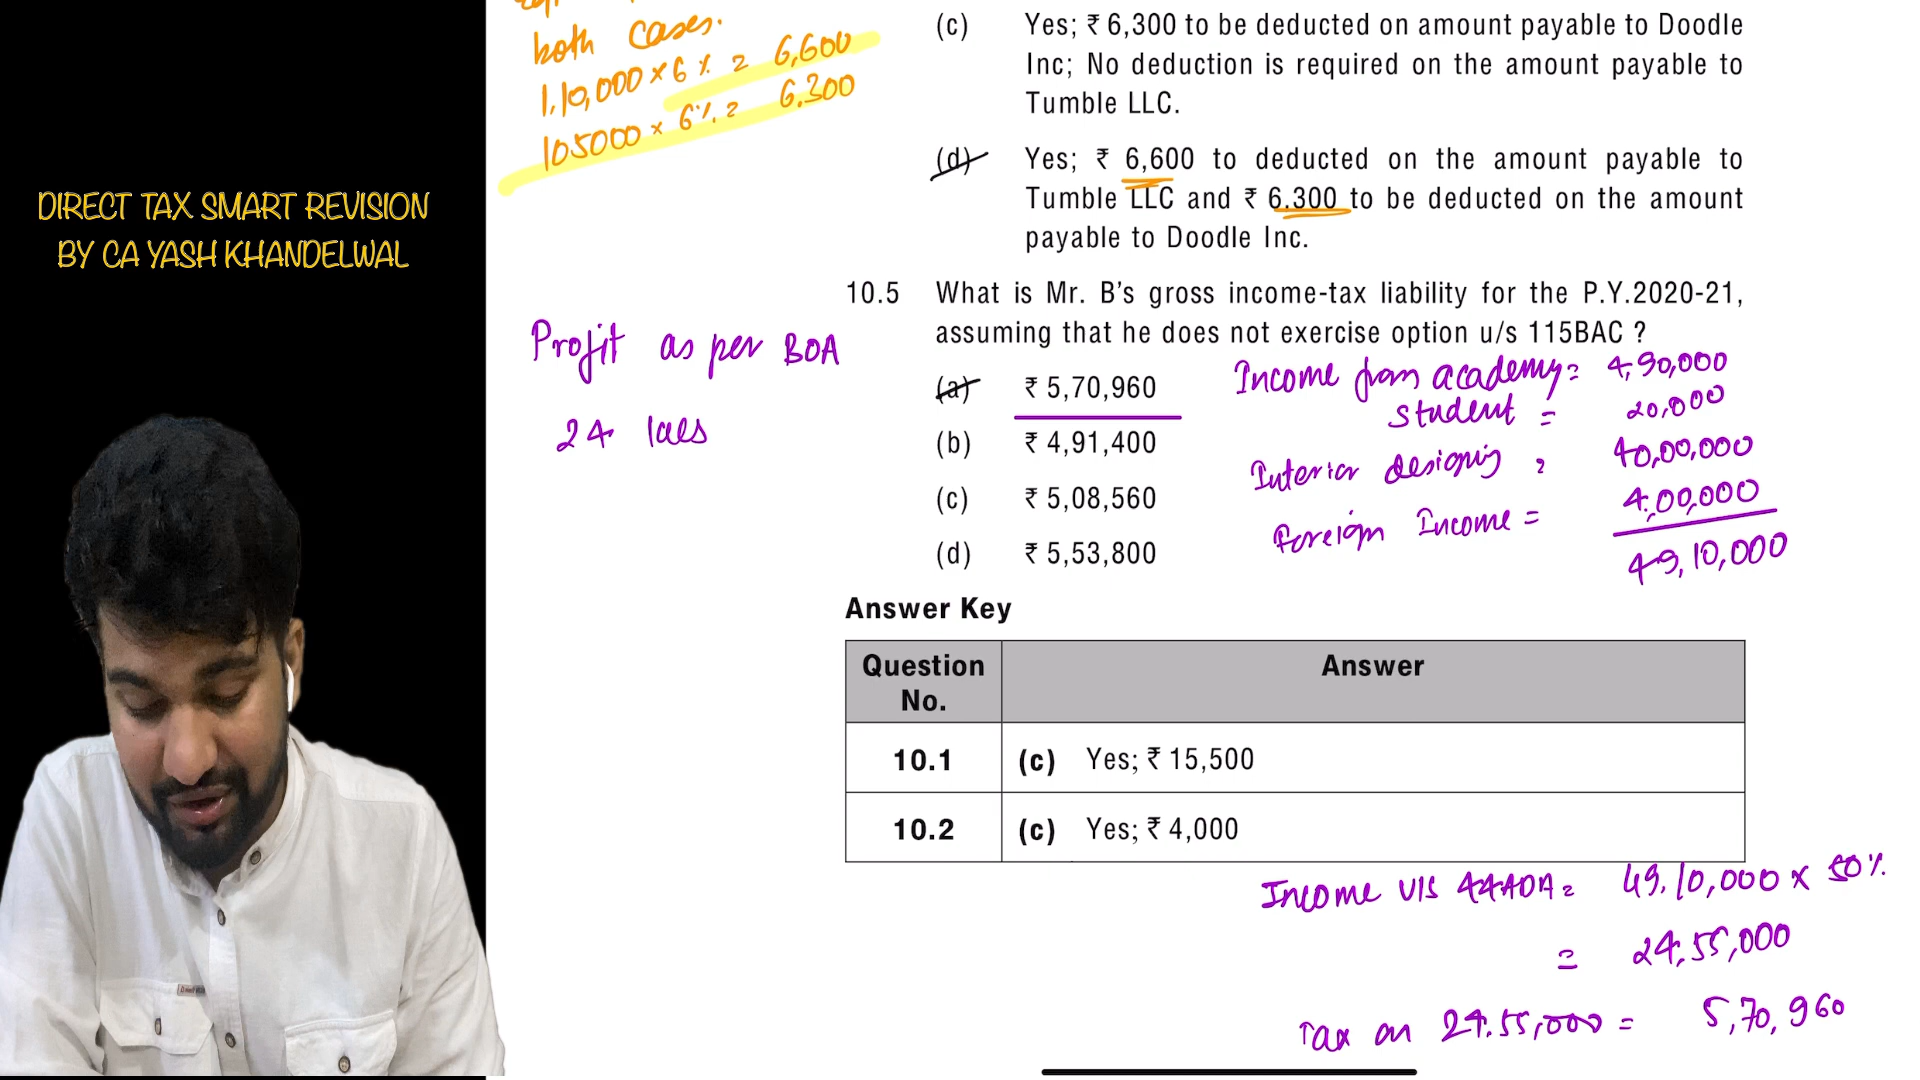 both cases.
1,10,000 x 6 % = 6,600
105000 x 6% = 6.300
(c) Yes; ₹ 6,300 to be deducted on amount payable to Doodle
Inc; No deduction is required on the amount payable to
Tumble LLC.
(d) Yes; ₹ 6,600 to deducted on the amount payable to
Tumble LLC and ₹ 6.300 to be deducted on the amount
payable to Doodle Inc.
DIRECT TAX SMART REVISION
BY CA YASH KHANDELWAL
10.5 What is Mr. B's gross income-tax liability for the P.Y.2020-21,
assuming that he does not exercise option u/s 115BAC ?
Profit as per BOA
24 lacs
(a) ₹ 5,70,960
(b) ₹ 4,91,400
(c) ₹ 5,08,560
(d) ₹ 5,53,800
Income from academy = 4,90,000
student = 20,000
Interior designing = 40,00,000
foreign Income = 4,00,000
49,10,000
Answer Key
Question No. Answer
10.1 (c) Yes; ₹ 15,500
10.2 (c) Yes; ₹ 4,000
Income u/s 44ADA = 49,10,000 x 50%
= 24,55,000
Tax on 24.55,000 = 5,70,960